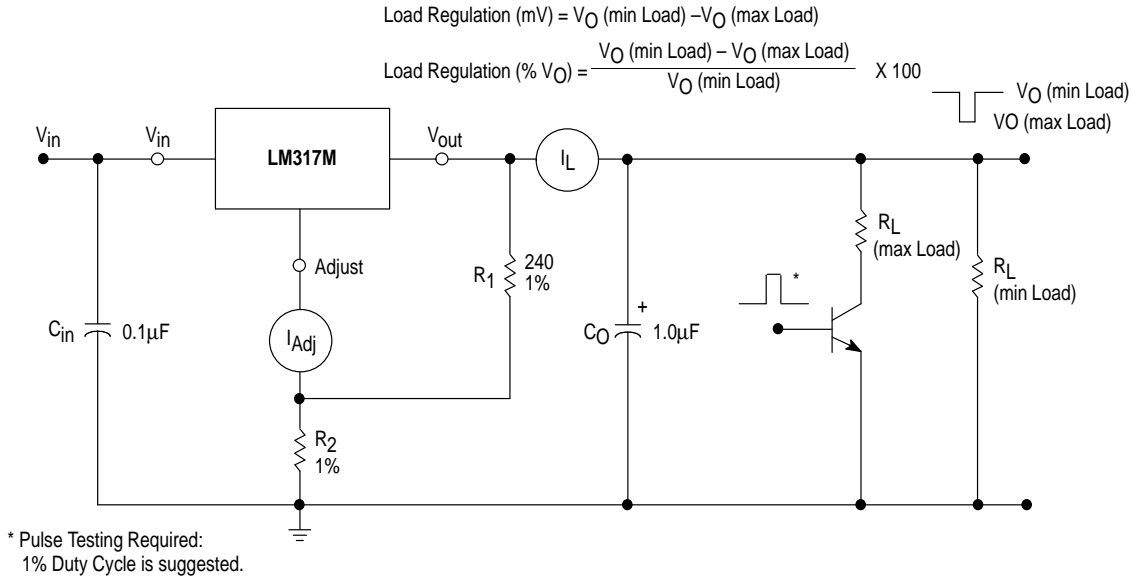 Load Regulation (mV) = VO (min Load) –VO (max Load)
Load Regulation (% VO) = VO (min Load) – VO (max Load)
VO (min Load)
X 100
VO (min Load)
VO (max Load)
Vin
Vin
LM317M
Vout
IL
Adjust
R1
240
1%
RL
(max Load)
RL
(min Load)
*
Cin
0.1µF
IAdj
CO
+
1.0µF
R2
1%
* Pulse Testing Required:
1% Duty Cycle is suggested.